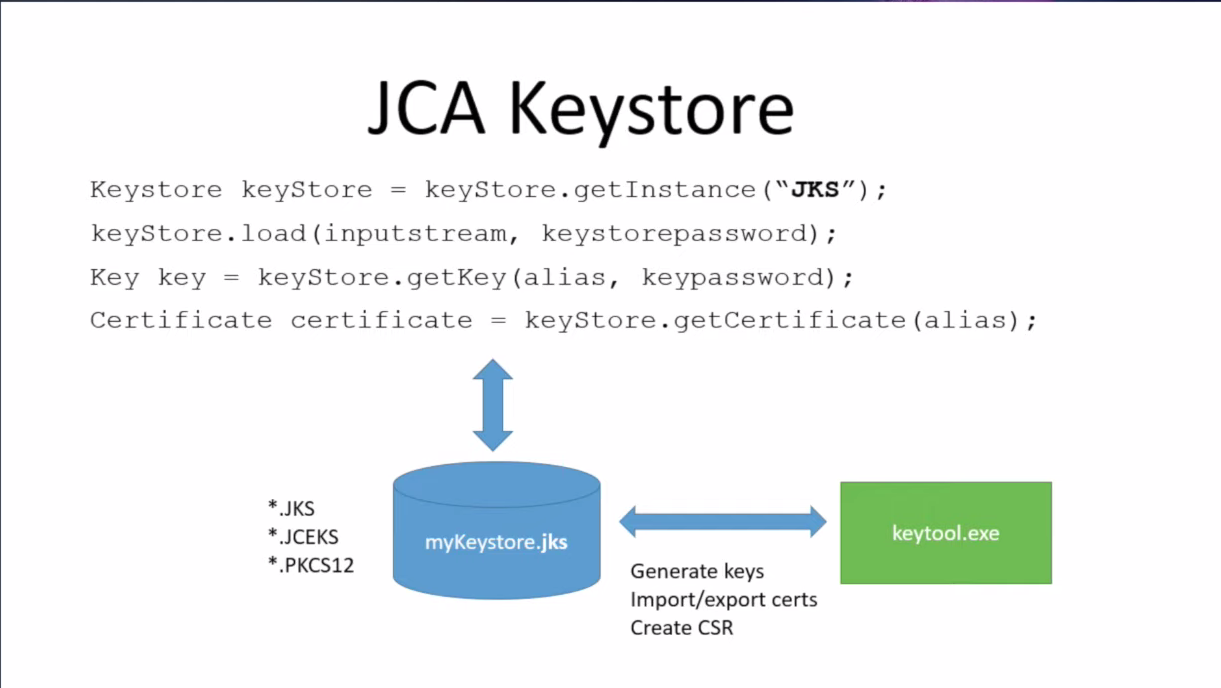 JCA Keystore
Keystore keyStore = keyStore.getInstance(“JKS”);
keyStore.load(inputstream, keystorepassword);
Key key = keyStore.getKey(alias, keypassword);
Certificate certificate = keyStore.getCertificate(alias);
*.JKS
*.JCEKS
*.PKCS12
myKeystore.jks
Generate keys
Import/export certs
Create CSR
keytool.exe